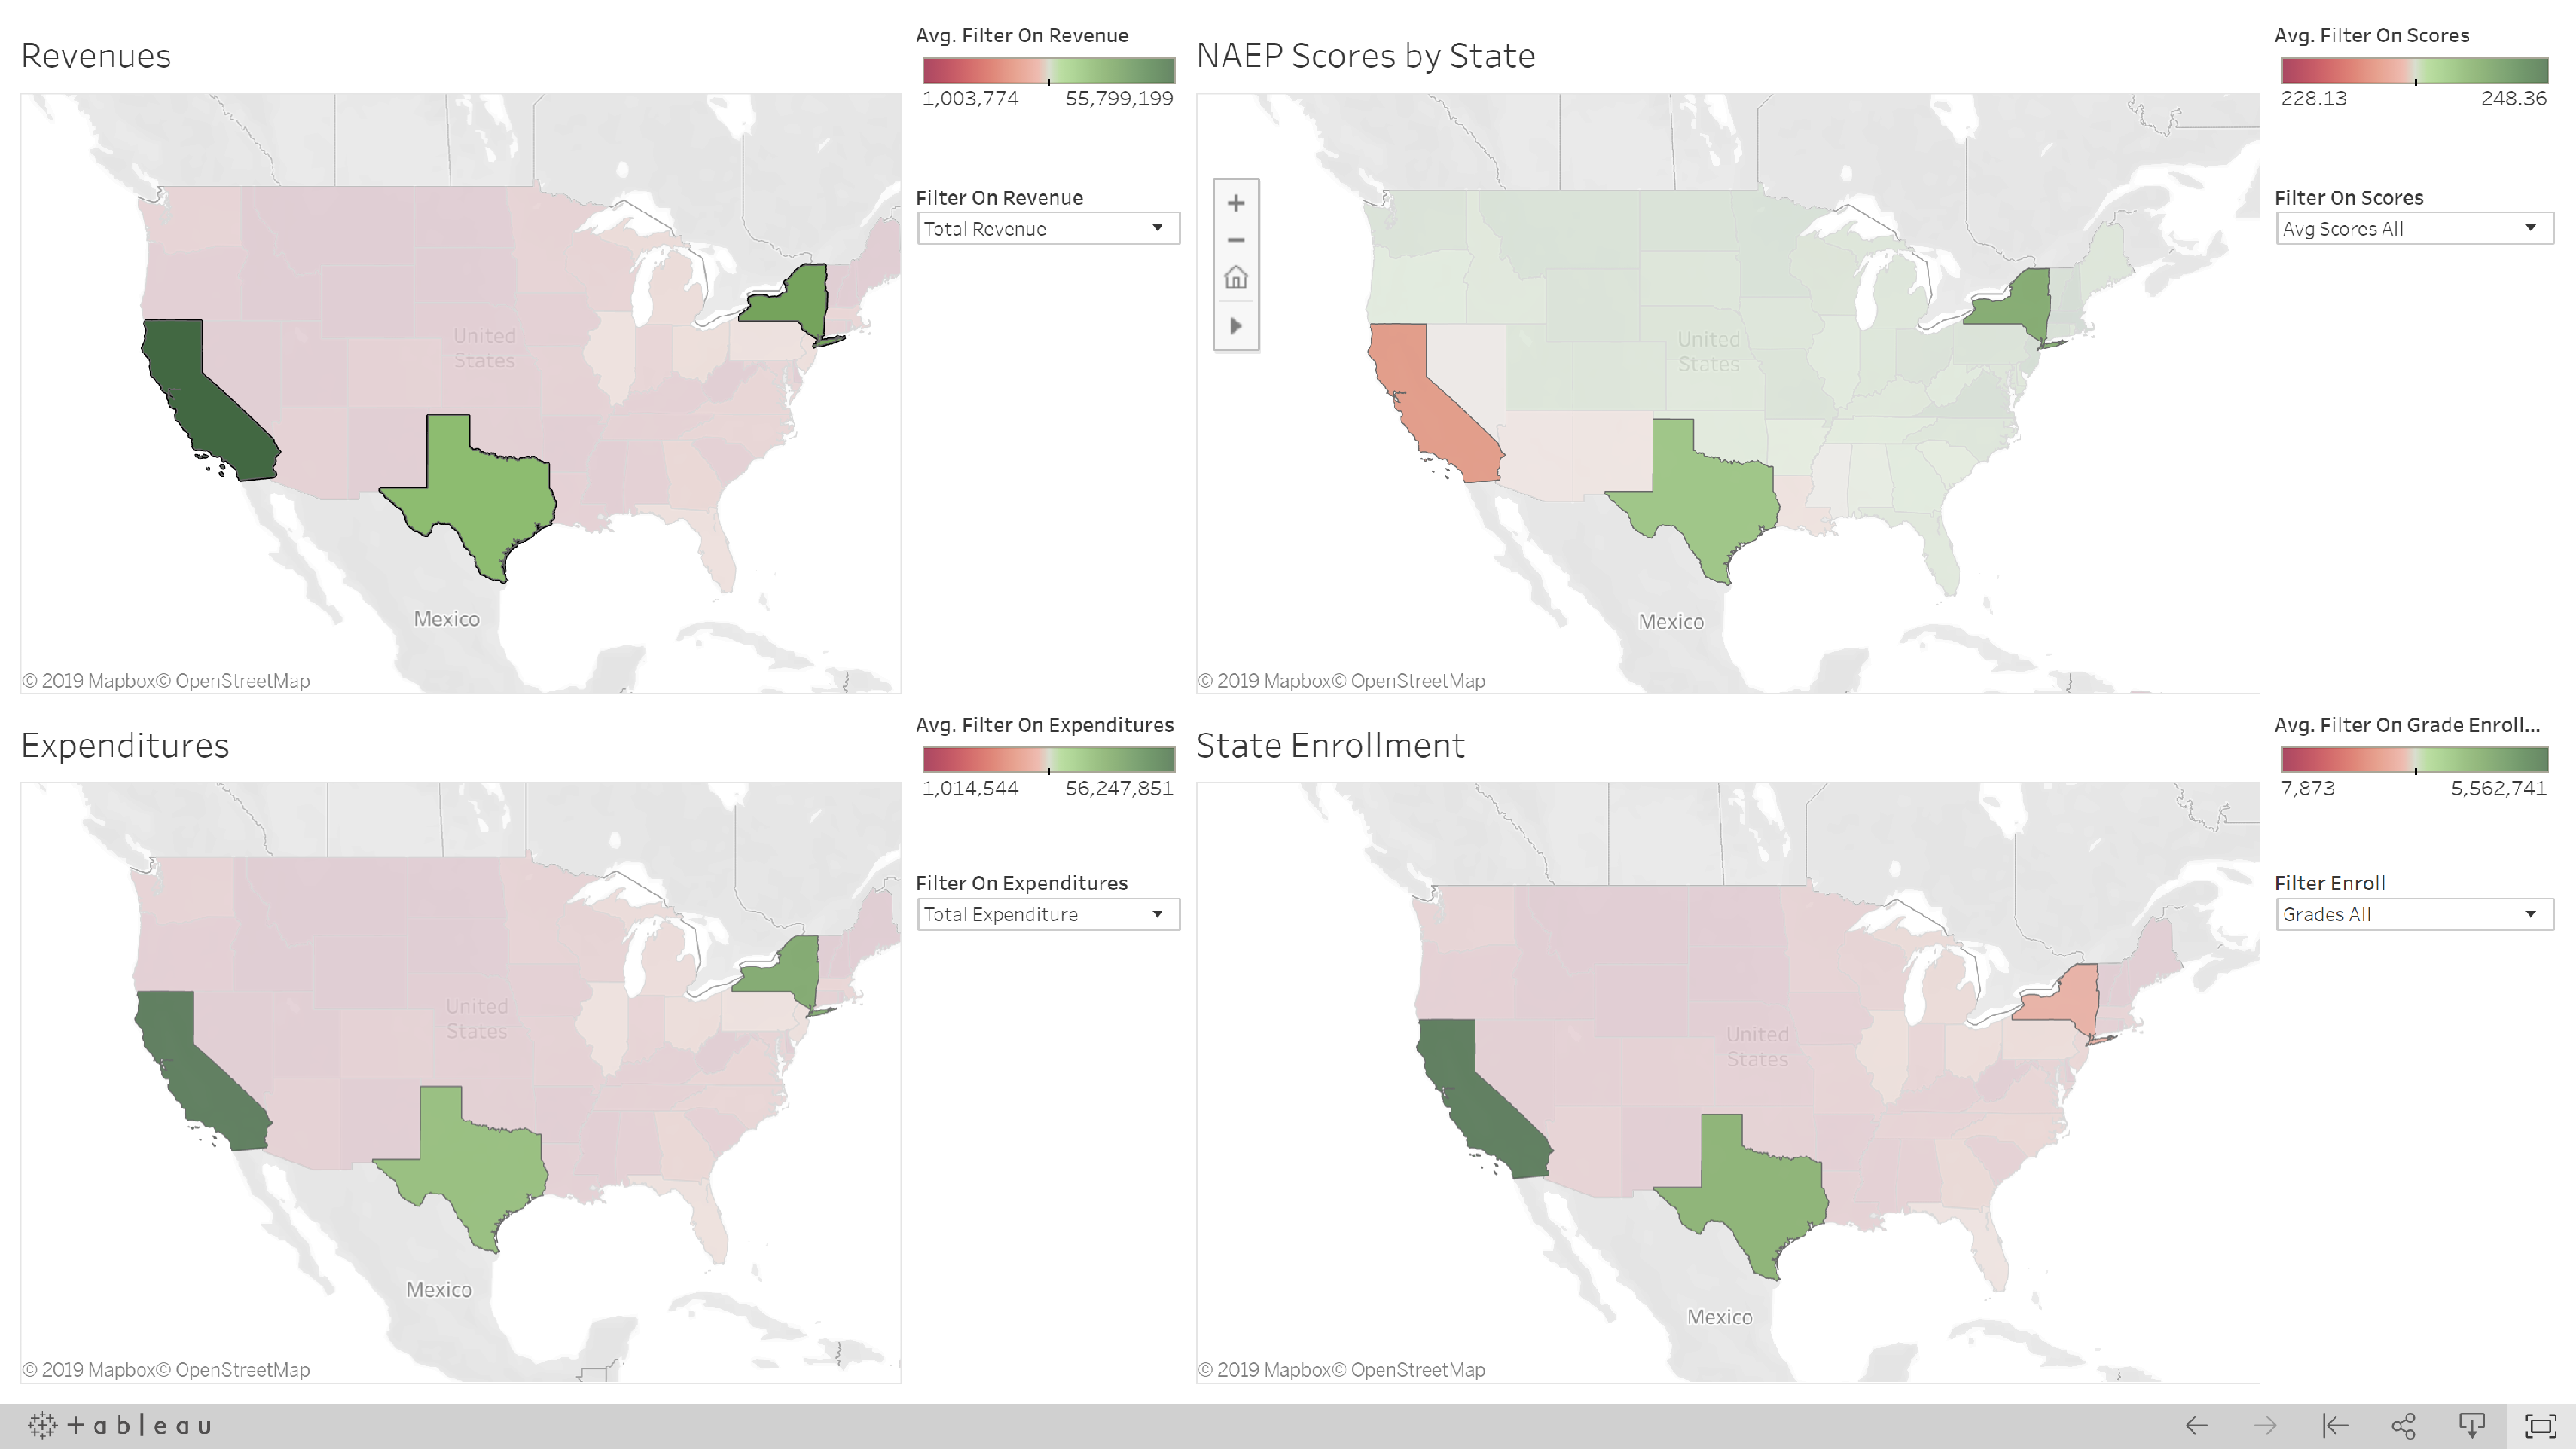 Revenues
Avg. Filter On Revenue
1,003,774 55,799,199
Filter On Revenue
Total Revenue
United
States
Mexico
© 2019 Mapbox© OpenStreetMap
NAEP Scores by State
Avg. Filter On Scores
228.13 248.36
Filter On Scores
Avg Scores All
United
States
Mexico
© 2019 Mapbox© OpenStreetMap
Expenditures
Avg. Filter On Expenditures
1,014,544 56,247,851
Filter On Expenditures
Total Expenditure
United
States
Mexico
© 2019 Mapbox© OpenStreetMap
State Enrollment
Avg. Filter On Grade Enroll...
7,873 5,562,741
Filter Enroll
Grades All
United
States
Mexico
© 2019 Mapbox© OpenStreetMap
+ableau